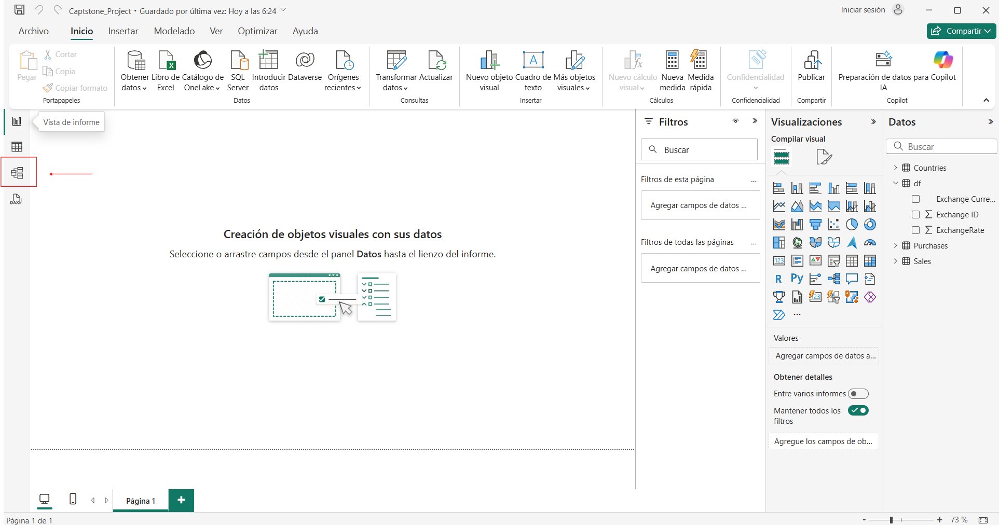 Captstone_Project • Guardado por última vez: Hoy a las 6:24
Iniciar sesión
Archivo
Inicio
Insertar
Modelado
Ver
Optimizar
Ayuda
Compartir
Pegar
Cortar
Copia
Copiar formato
Portapapeles
Obtener
datos
Libro de
Excel
Catálogo de
OneLake
SQL
Server
Introducir
datos
Dataverse
Orígenes
recientes
Datos
Transformar
datos
Actualizar
Consultas
Nuevo objeto
visual
Cuadro de
texto
Más objetos
visuales
Insertar
Nuevo cálculo
visual
Nueva
medida
Medida
rápida
Cálculos
Confidencialidad
Confidencialidad
Publicar
Compartir
Preparación de datos para
IA
Copilot
Copilot
Vista de informe
DAX
Creación de objetos visuales con sus datos
Seleccione o arrastre campos desde el panel Datos hasta el lienzo del informe.
Filtros
Buscar
Filtros de esta página
...
Agregar campos de datos ...
Filtros de todas las páginas
...
Agregar campos de datos ...
Visualizaciones
Compilar visual
123
R
Py
123
...
Valores
Agregar campos de datos a...
Obtener detalles
Entre varios informes
Mantener todos los
filtros
Agregue los campos de ob...
Datos
Buscar
Countries
df
Exchange Curre...
Exchange ID
ExchangeRate
Purchases
Sales
Página 1
Página 1 de 1
73 %